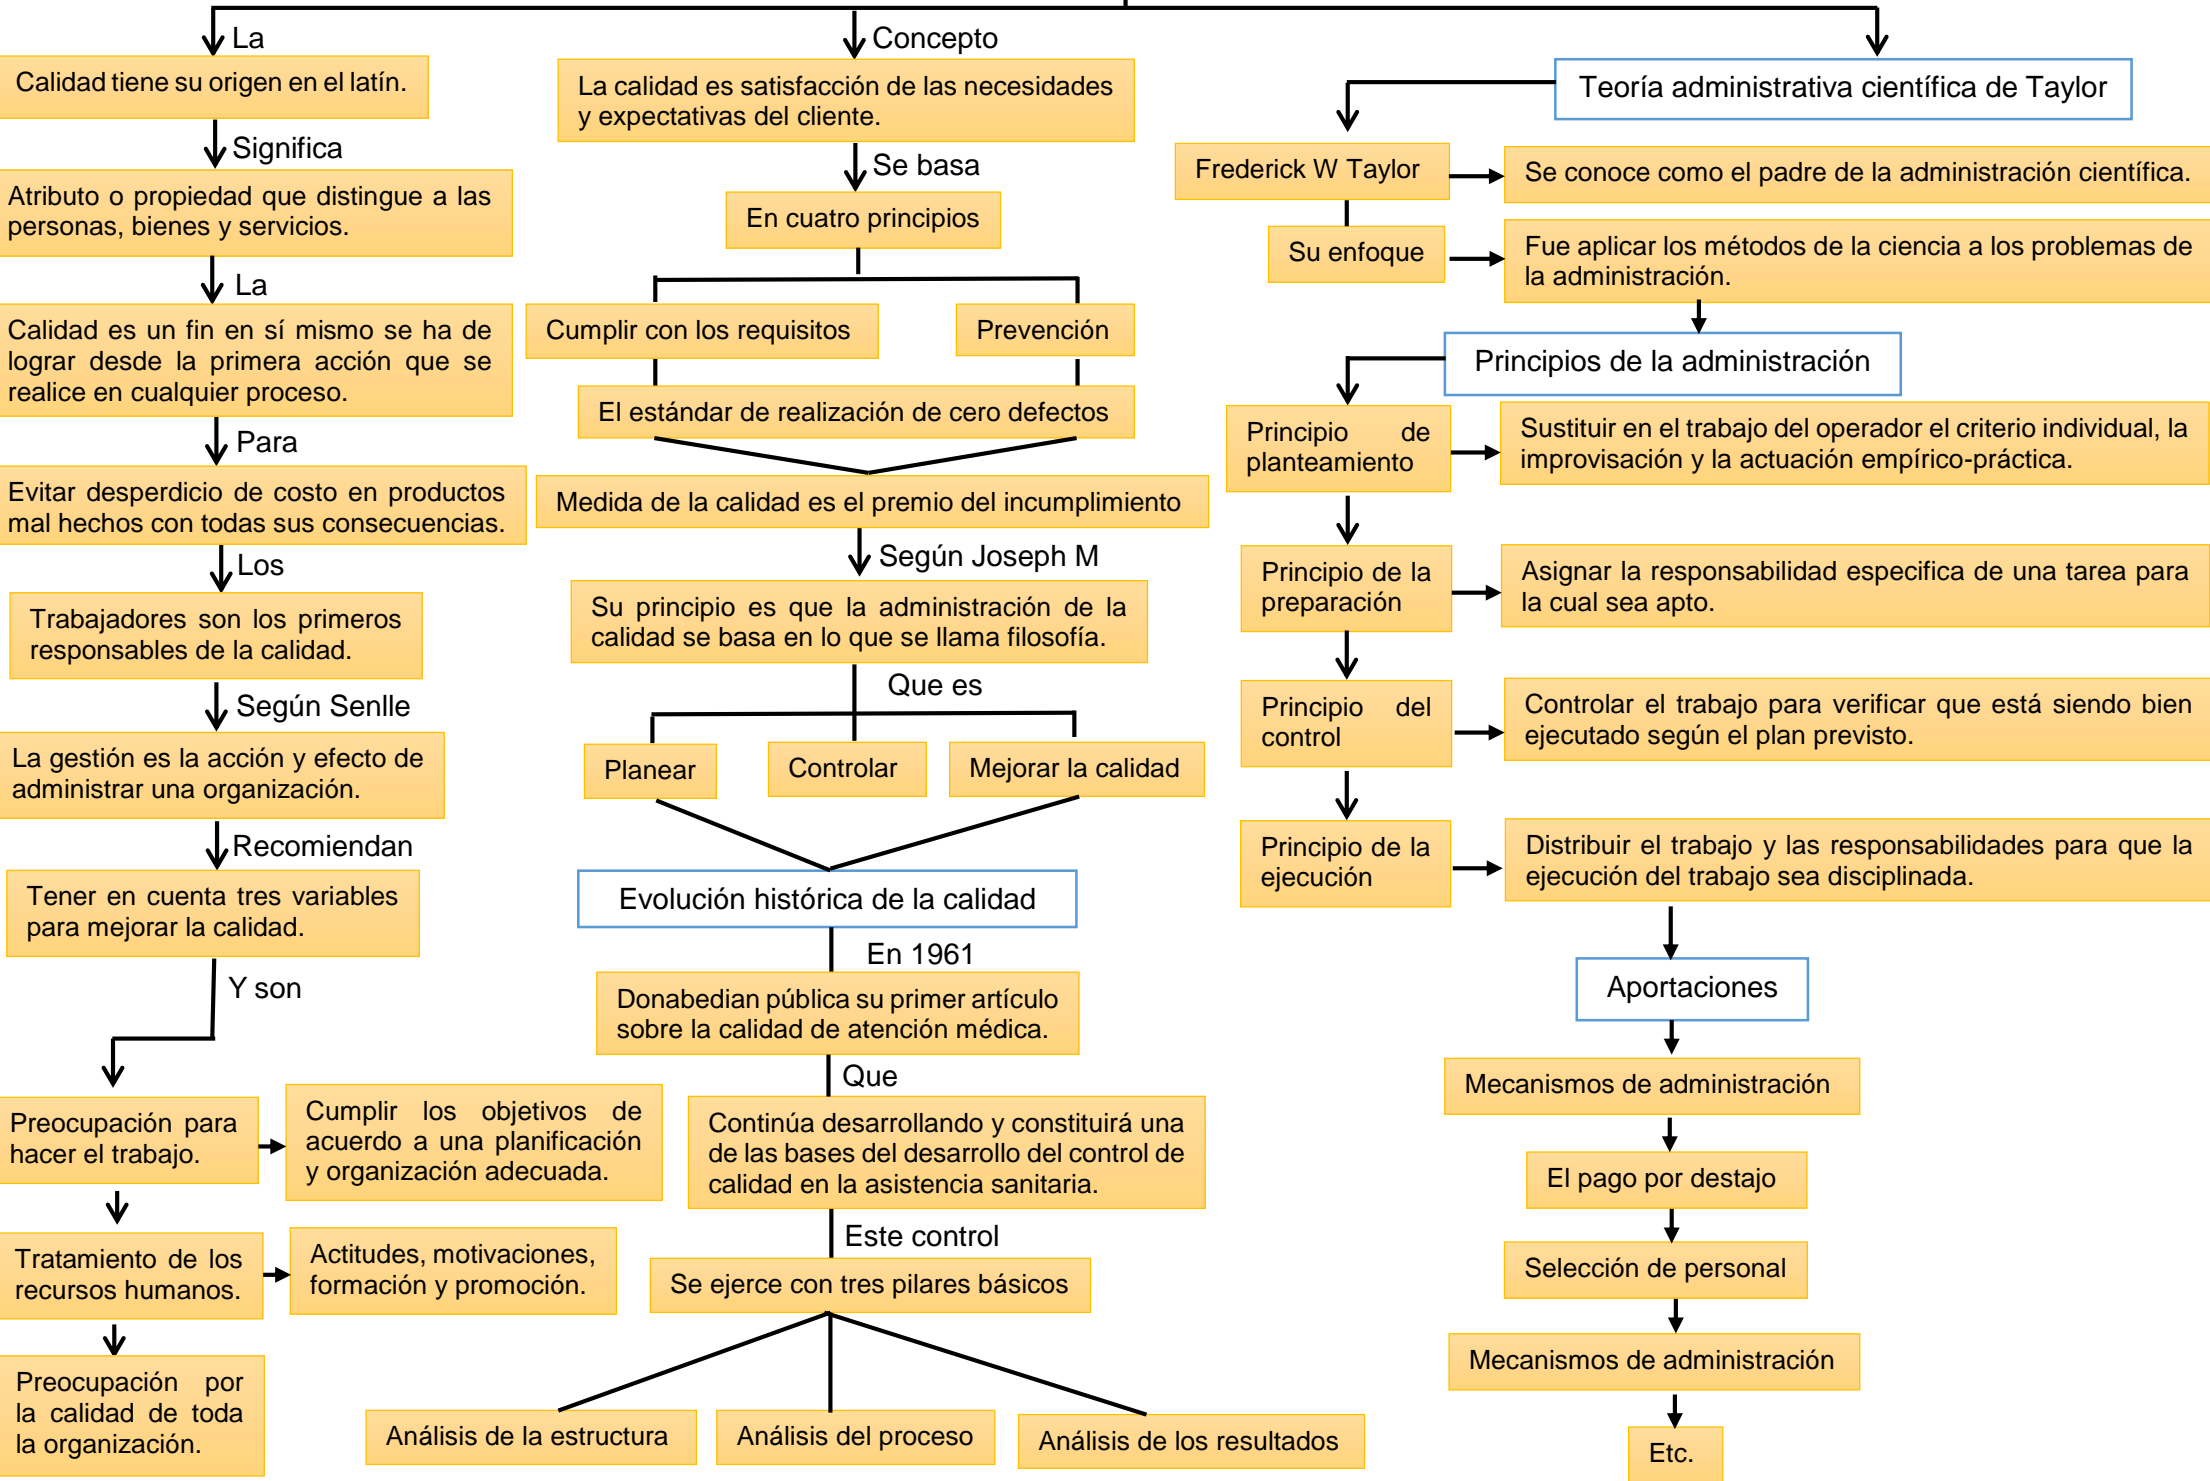 La
Calidad tiene su origen en el latín.
Significa
Atributo o propiedad que distingue a las
personas, bienes y servicios.
La
Calidad es un fin en sí mismo se ha de
lograr desde la primera acción que se
realice en cualquier proceso.
Para
Evitar desperdicio de costo en productos
mal hechos con todas sus consecuencias.
Los
Trabajadores son los primeros
responsables de la calidad.
Según Senlle
La gestión es la acción y efecto de
administrar una organización.
Recomiendan
Tener en cuenta tres variables
para mejorar la calidad.
Y son
Preocupación para
hacer el trabajo.
Cumplir los objetivos de
acuerdo a una planificación
y organización adecuada.
Tratamiento de los
recursos humanos.
Actitudes, motivaciones,
formación y promoción.
Preocupación por
la calidad de toda
la organización.
Concepto
La calidad es satisfacción de las necesidades
y expectativas del cliente.
Se basa
En cuatro principios
Cumplir con los requisitos
Prevención
El estándar de realización de cero defectos
Medida de la calidad es el premio del incumplimiento
Según Joseph M
Su principio es que la administración de la
calidad se basa en lo que se llama filosofía.
Que es
Planear
Controlar
Mejorar la calidad
Evolución histórica de la calidad
En 1961
Donabedian pública su primer artículo
sobre la calidad de atención médica.
Que
Continúa desarrollando y constituirá una
de las bases del desarrollo del control de
calidad en la asistencia sanitaria.
Este control
Se ejerce con tres pilares básicos
Análisis de la estructura
Análisis del proceso
Análisis de los resultados
Teoría administrativa científica de Taylor
Frederick W Taylor
Se conoce como el padre de la administración científica.
Su enfoque
Fue aplicar los métodos de la ciencia a los problemas de
la administración.
Principios de la administración
Principio de
planteamiento
Sustituir en el trabajo del operador el criterio individual, la
improvisación y la actuación empírico-práctica.
Principio de la
preparación
Asignar la responsabilidad especifica de una tarea para
la cual sea apto.
Principio del
control
Controlar el trabajo para verificar que está siendo bien
ejecutado según el plan previsto.
Principio de la
ejecución
Distribuir el trabajo y las responsabilidades para que la
ejecución del trabajo sea disciplinada.
Aportaciones
Mecanismos de administración
El pago por destajo
Selección de personal
Mecanismos de administración
Etc.